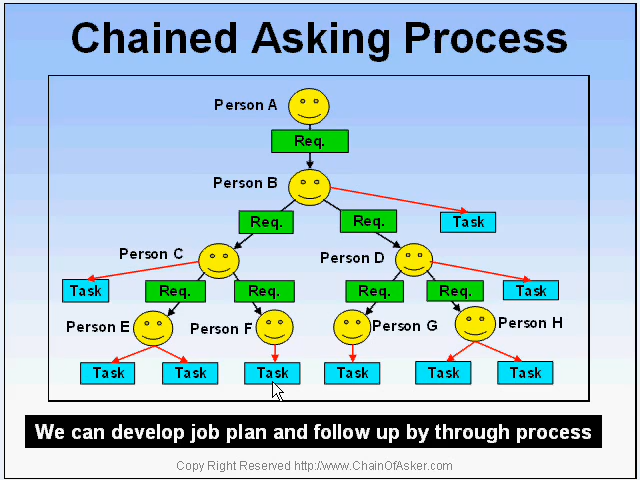 Chained Asking Process
Person A
Req.
Person B
Req.
Req.
Task
Person C
Person D
Task
Req.
Req.
Req.
Req.
Task
Person E
Person F
Person G
Person H
Task
Task
Task
Task
Task
Task
We can develop job plan and follow up by through process
Copy Right Reserved http://www.ChainOfAsker.com